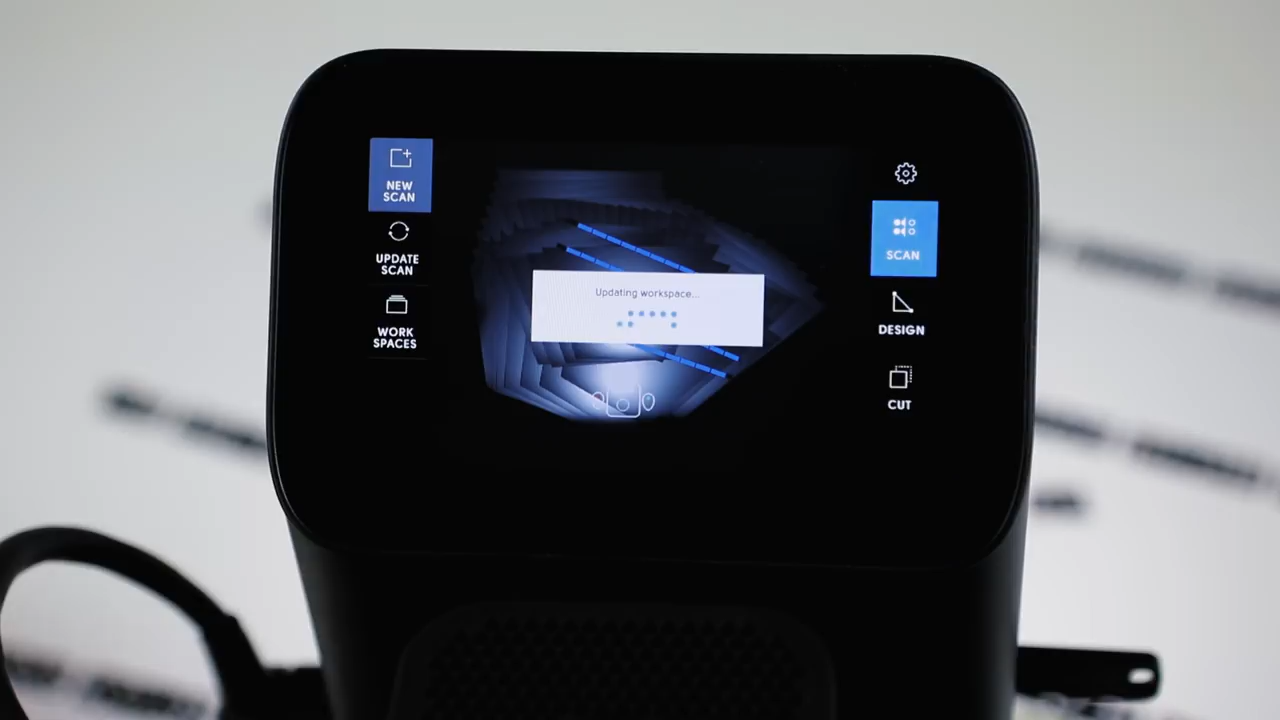 NEW
SCAN
UPDATE
SCAN
WORK
SPACES
Updating workspace...
SCAN
DESIGN
CUT